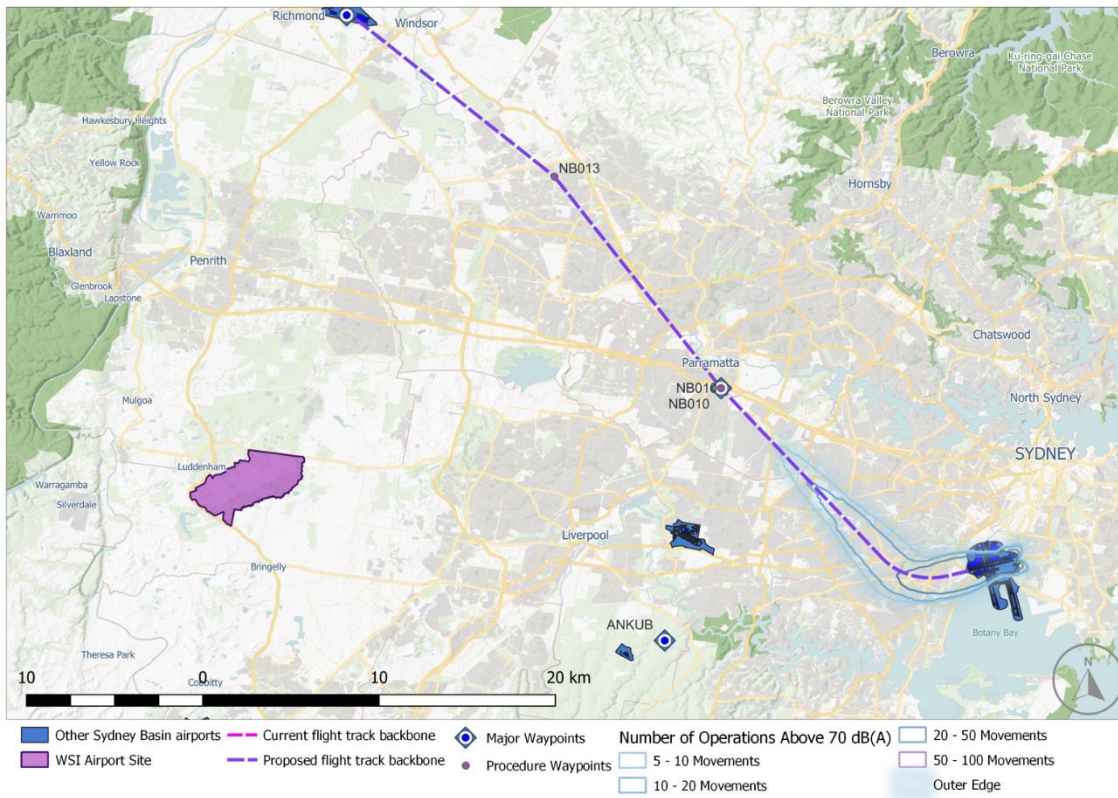 Richmond
Windsor
Berowra
Ku-ring-gai Chase
National Park
Berowra Valley
National Park
Hawkesbury Heights
Yellow Rock
NB013
Hornsby
Warrimoo
Blaxland
Penrith
Glenbrook
Lapstone
Chatswood
Parramatta
NB01
NB010
Mulgoa
North Sydney
SYDNEY
Luddenham
Warragamba
Silverdale
Liverpool
Bringelly
ANKUB
Botany Bay
Theresa Park
Cobbitty
N
10 0 10 20 km
Other Sydney Basin airports
WSI Airport Site
Current flight track backbone
Proposed flight track backbone
Major Waypoints
Procedure Waypoints
Number of Operations Above 70 dB(A)
5 - 10 Movements
10 - 20 Movements
20 - 50 Movements
50 - 100 Movements
Outer Edge